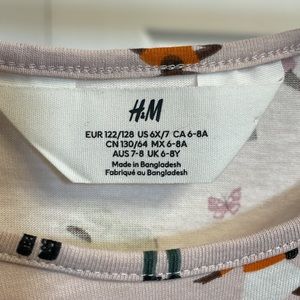 H&M
EUR 122/128 US 6X/7 CA 6-8A
CN 130/64 MX 6-8A
AUS 7-8 UK 6-8Y
Made in Bangladesh
Fabriqué au Bangladesh